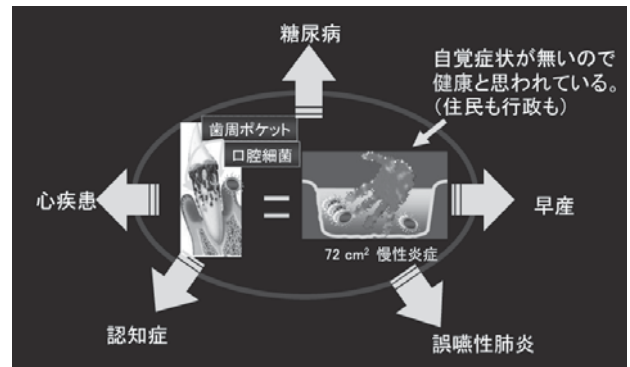 糖尿病
自覚症状が無いので
健康と思われている。
（住民も行政も）
歯周ポケット
口腔細菌
心疾患
=
早産
72 cm² 慢性炎症
認知症
誤嚥性肺炎